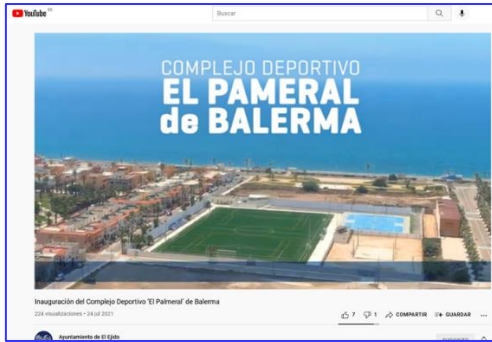 YouTube ES
Buscar
COMPLEJO DEPORTIVO
EL PAMERAL
de BALERMA
Inauguración del Complejo Deportivo 'El Palmeral' de Balerma
224 visualizaciones • 24 jul 2021
7 1 COMPARTIR GUARDAR ...
Ayuntamiento de El Ejido